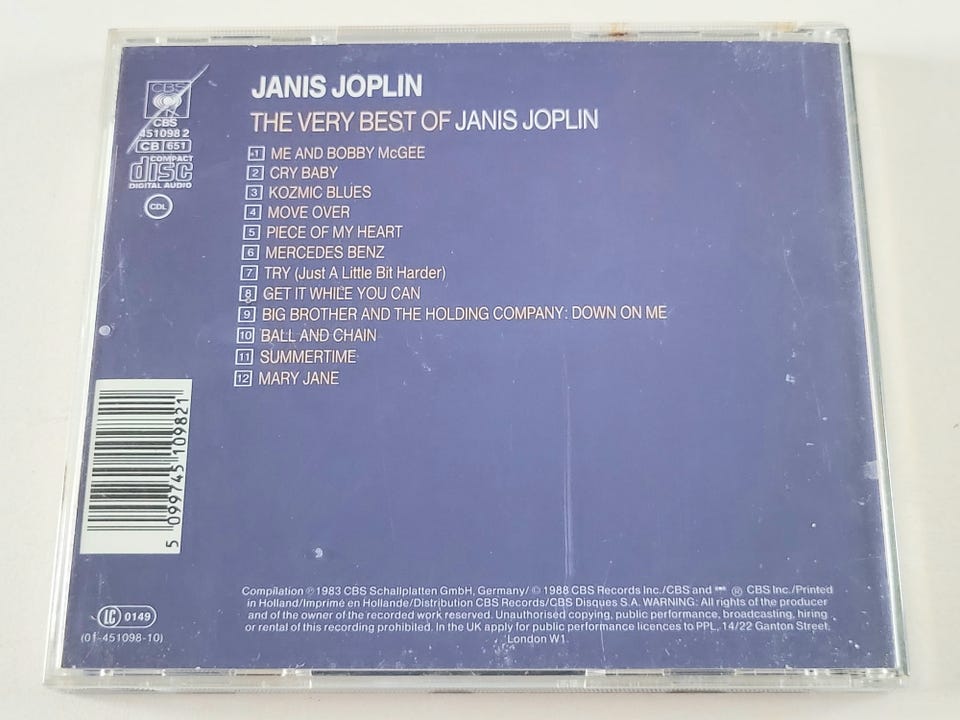 CBS
CBS
451098 2
CB 651
COMPACT
disc
DIGITAL AUDIO
CDL
JANIS JOPLIN
THE VERY BEST OF JANIS JOPLIN
1 ME AND BOBBY McGEE
2 CRY BABY
3 KOZMIC BLUES
4 MOVE OVER
5 PIECE OF MY HEART
6 MERCEDES BENZ
7 TRY (Just A Little Bit Harder)
8 GET IT WHILE YOU CAN
9 BIG BROTHER AND THE HOLDING COMPANY: DOWN ON ME
10 BALL AND CHAIN
11 SUMMERTIME
12 MARY JANE
5 099745 109821
Compilation ℗ 1983 CBS Schallplatten GmbH, Germany/ © 1988 CBS Records Inc./CBS and ® CBS Inc./Printed
in Holland/Imprimé en Hollande/Distribution CBS Records/CBS Disques S.A. WARNING: All rights of the producer
and of the owner of the recorded work reserved. Unauthorised copying, public performance, broadcasting, hiring
or rental of this recording prohibited. In the UK apply for public performance licences to PPL, 14/22 Ganton Street,
London W1.
LC 0149
(01-451098-10)